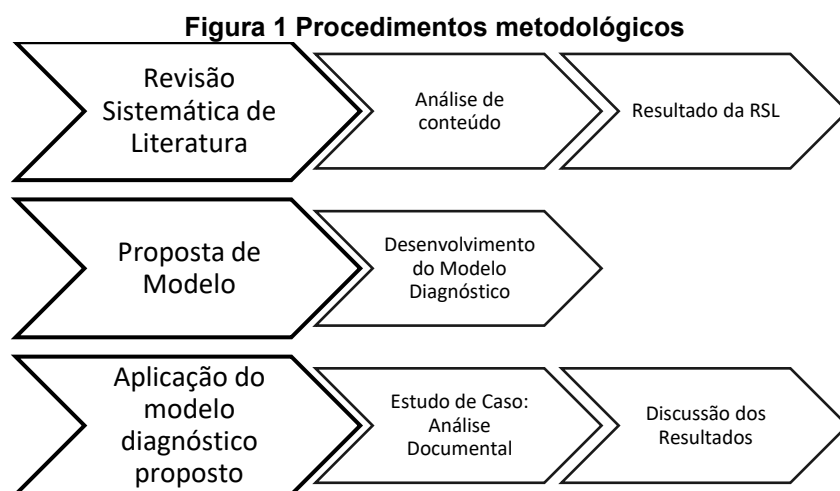 Figura 1 Procedimentos metodológicos
Revisão
Sistemática de
Literatura
Análise de
conteúdo
Resultado da RSL
Proposta de
Modelo
Desenvolvimento
do Modelo
Diagnóstico
Aplicação do
modelo
diagnóstico
proposto
Estudo de Caso:
Análise
Documental
Discussão dos
Resultados